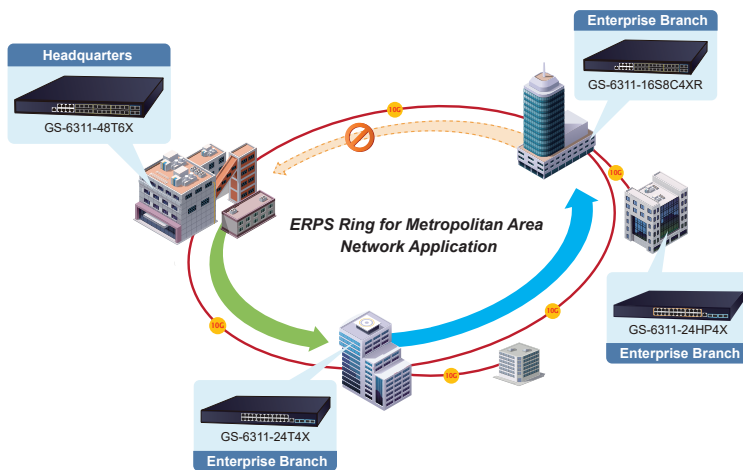 Enterprise Branch
GS-6311-16S8C4XR
Headquarters
GS-6311-48T6X
10G
10G
ERPS Ring for Metropolitan Area
Network Application
10G
10G
10G
GS-6311-24HP4X
Enterprise Branch
GS-6311-24T4X
Enterprise Branch